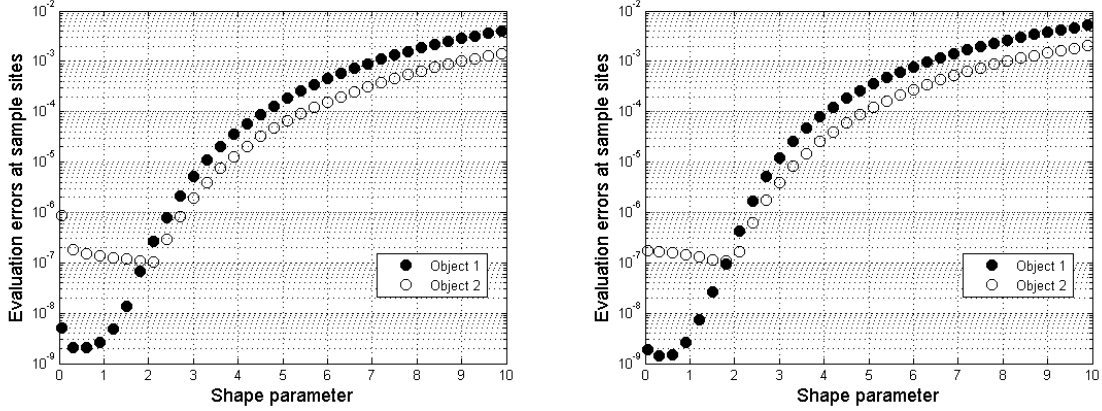 Evaluation errors at sample sites
10^-2
10^-3
10^-4
10^-5
10^-6
10^-7
10^-8
10^-9
Object 1
Object 2
0 1 2 3 4 5 6 7 8 9 10
Shape parameter
Evaluation errors at sample sites
10^-2
10^-3
10^-4
10^-5
10^-6
10^-7
10^-8
10^-9
Object 1
Object 2
0 1 2 3 4 5 6 7 8 9 10
Shape parameter